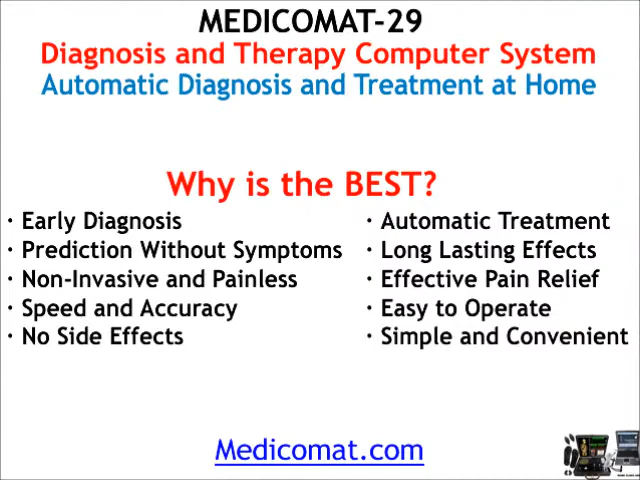 MEDICOMAT-29
Diagnosis and Therapy Computer System
Automatic Diagnosis and Treatment at Home
Why is the BEST?
· Early Diagnosis
· Prediction Without Symptoms
· Non-Invasive and Painless
· Speed and Accuracy
· No Side Effects
· Automatic Treatment
· Long Lasting Effects
· Effective Pain Relief
· Easy to Operate
· Simple and Convenient
Medicomat.com